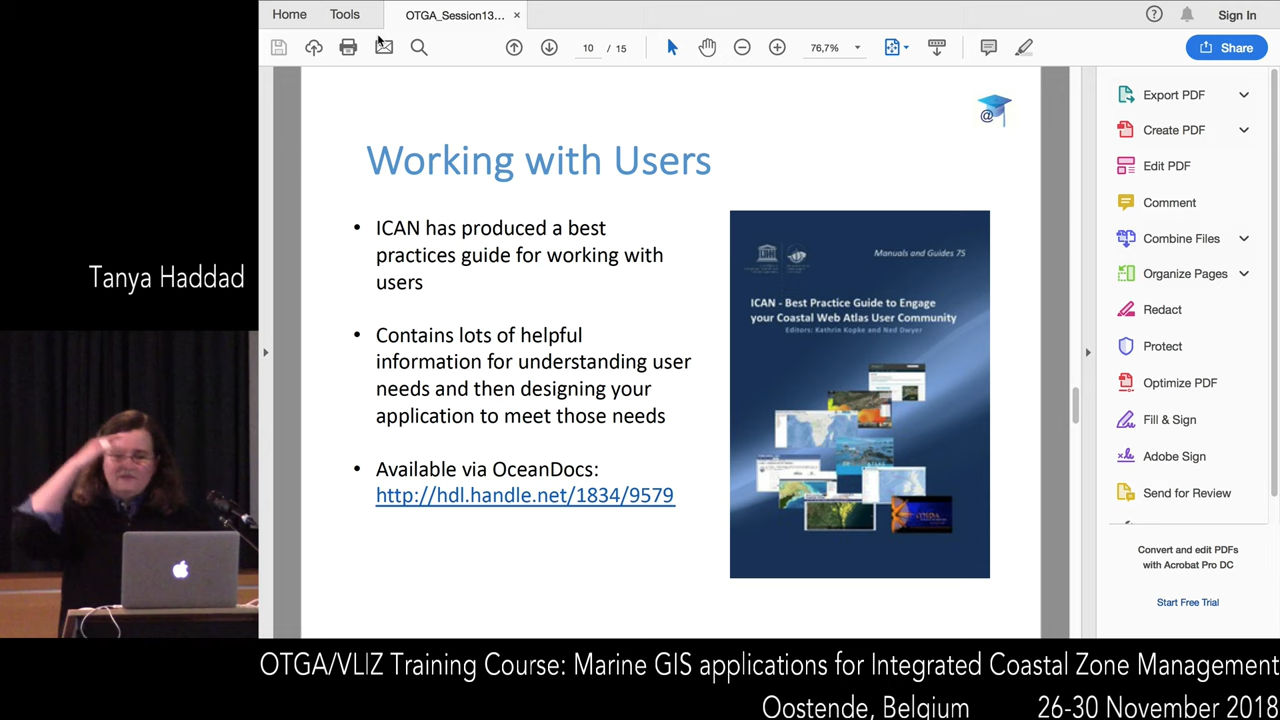 Home
Tools
OTGA_Session13...
Sign In
10 / 15
76,7%
Share
Tanya Haddad
@
Working with Users
• ICAN has produced a best
practices guide for working with
users
• Contains lots of helpful
information for understanding user
needs and then designing your
application to meet those needs
• Available via OceanDocs:
http://hdl.handle.net/1834/9579
Manuals and Guides 75
ICAN - Best Practice Guide to Engage
your Coastal Web Atlas User Community
Editors: Kathrin Kopke and Ned Dwyer
Export PDF
Create PDF
Edit PDF
Comment
Combine Files
Organize Pages
Redact
Protect
Optimize PDF
Fill & Sign
Adobe Sign
Send for Review
Convert and edit PDFs
with Acrobat Pro DC
Start Free Trial
OTGA/VLIZ Training Course: Marine GIS applications for Integrated Coastal Zone Management
Oostende, Belgium 26-30 November 2018